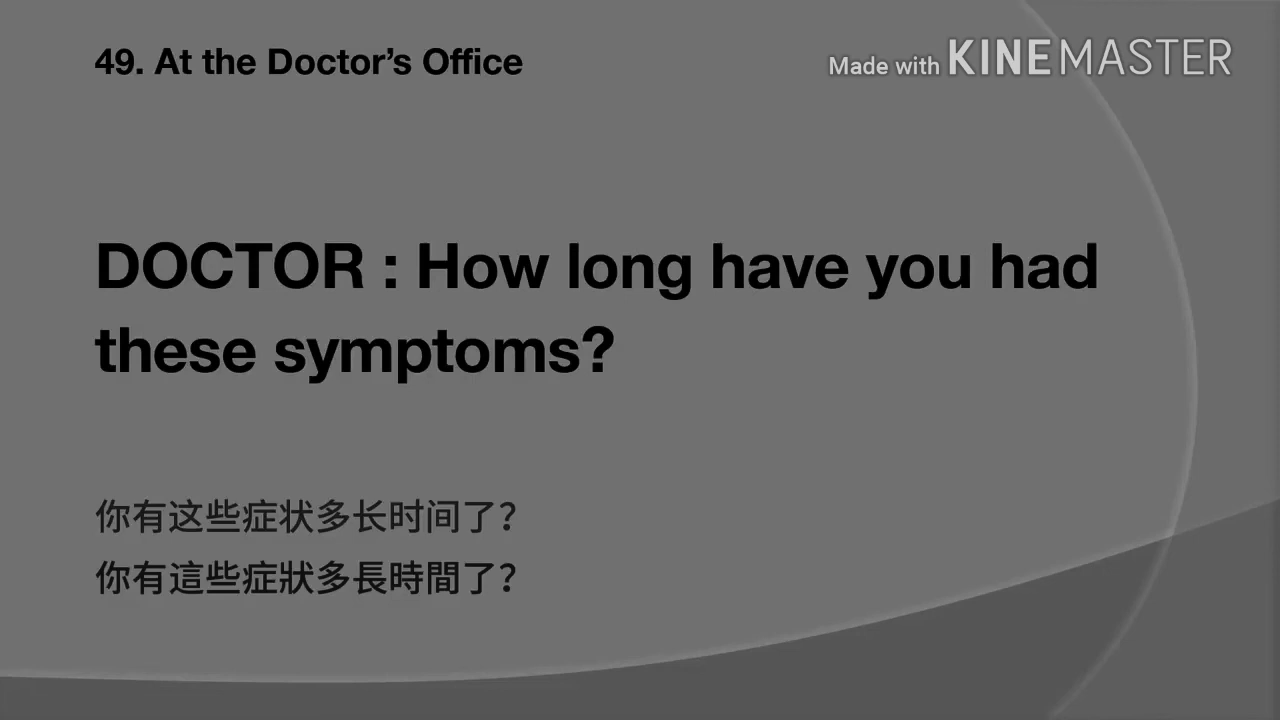 49. At the Doctor’s Office
Made with KINEMASTER
DOCTOR : How long have you had
these symptoms?
你有这些症状多长时间了？
你有這些症狀多長時間了？